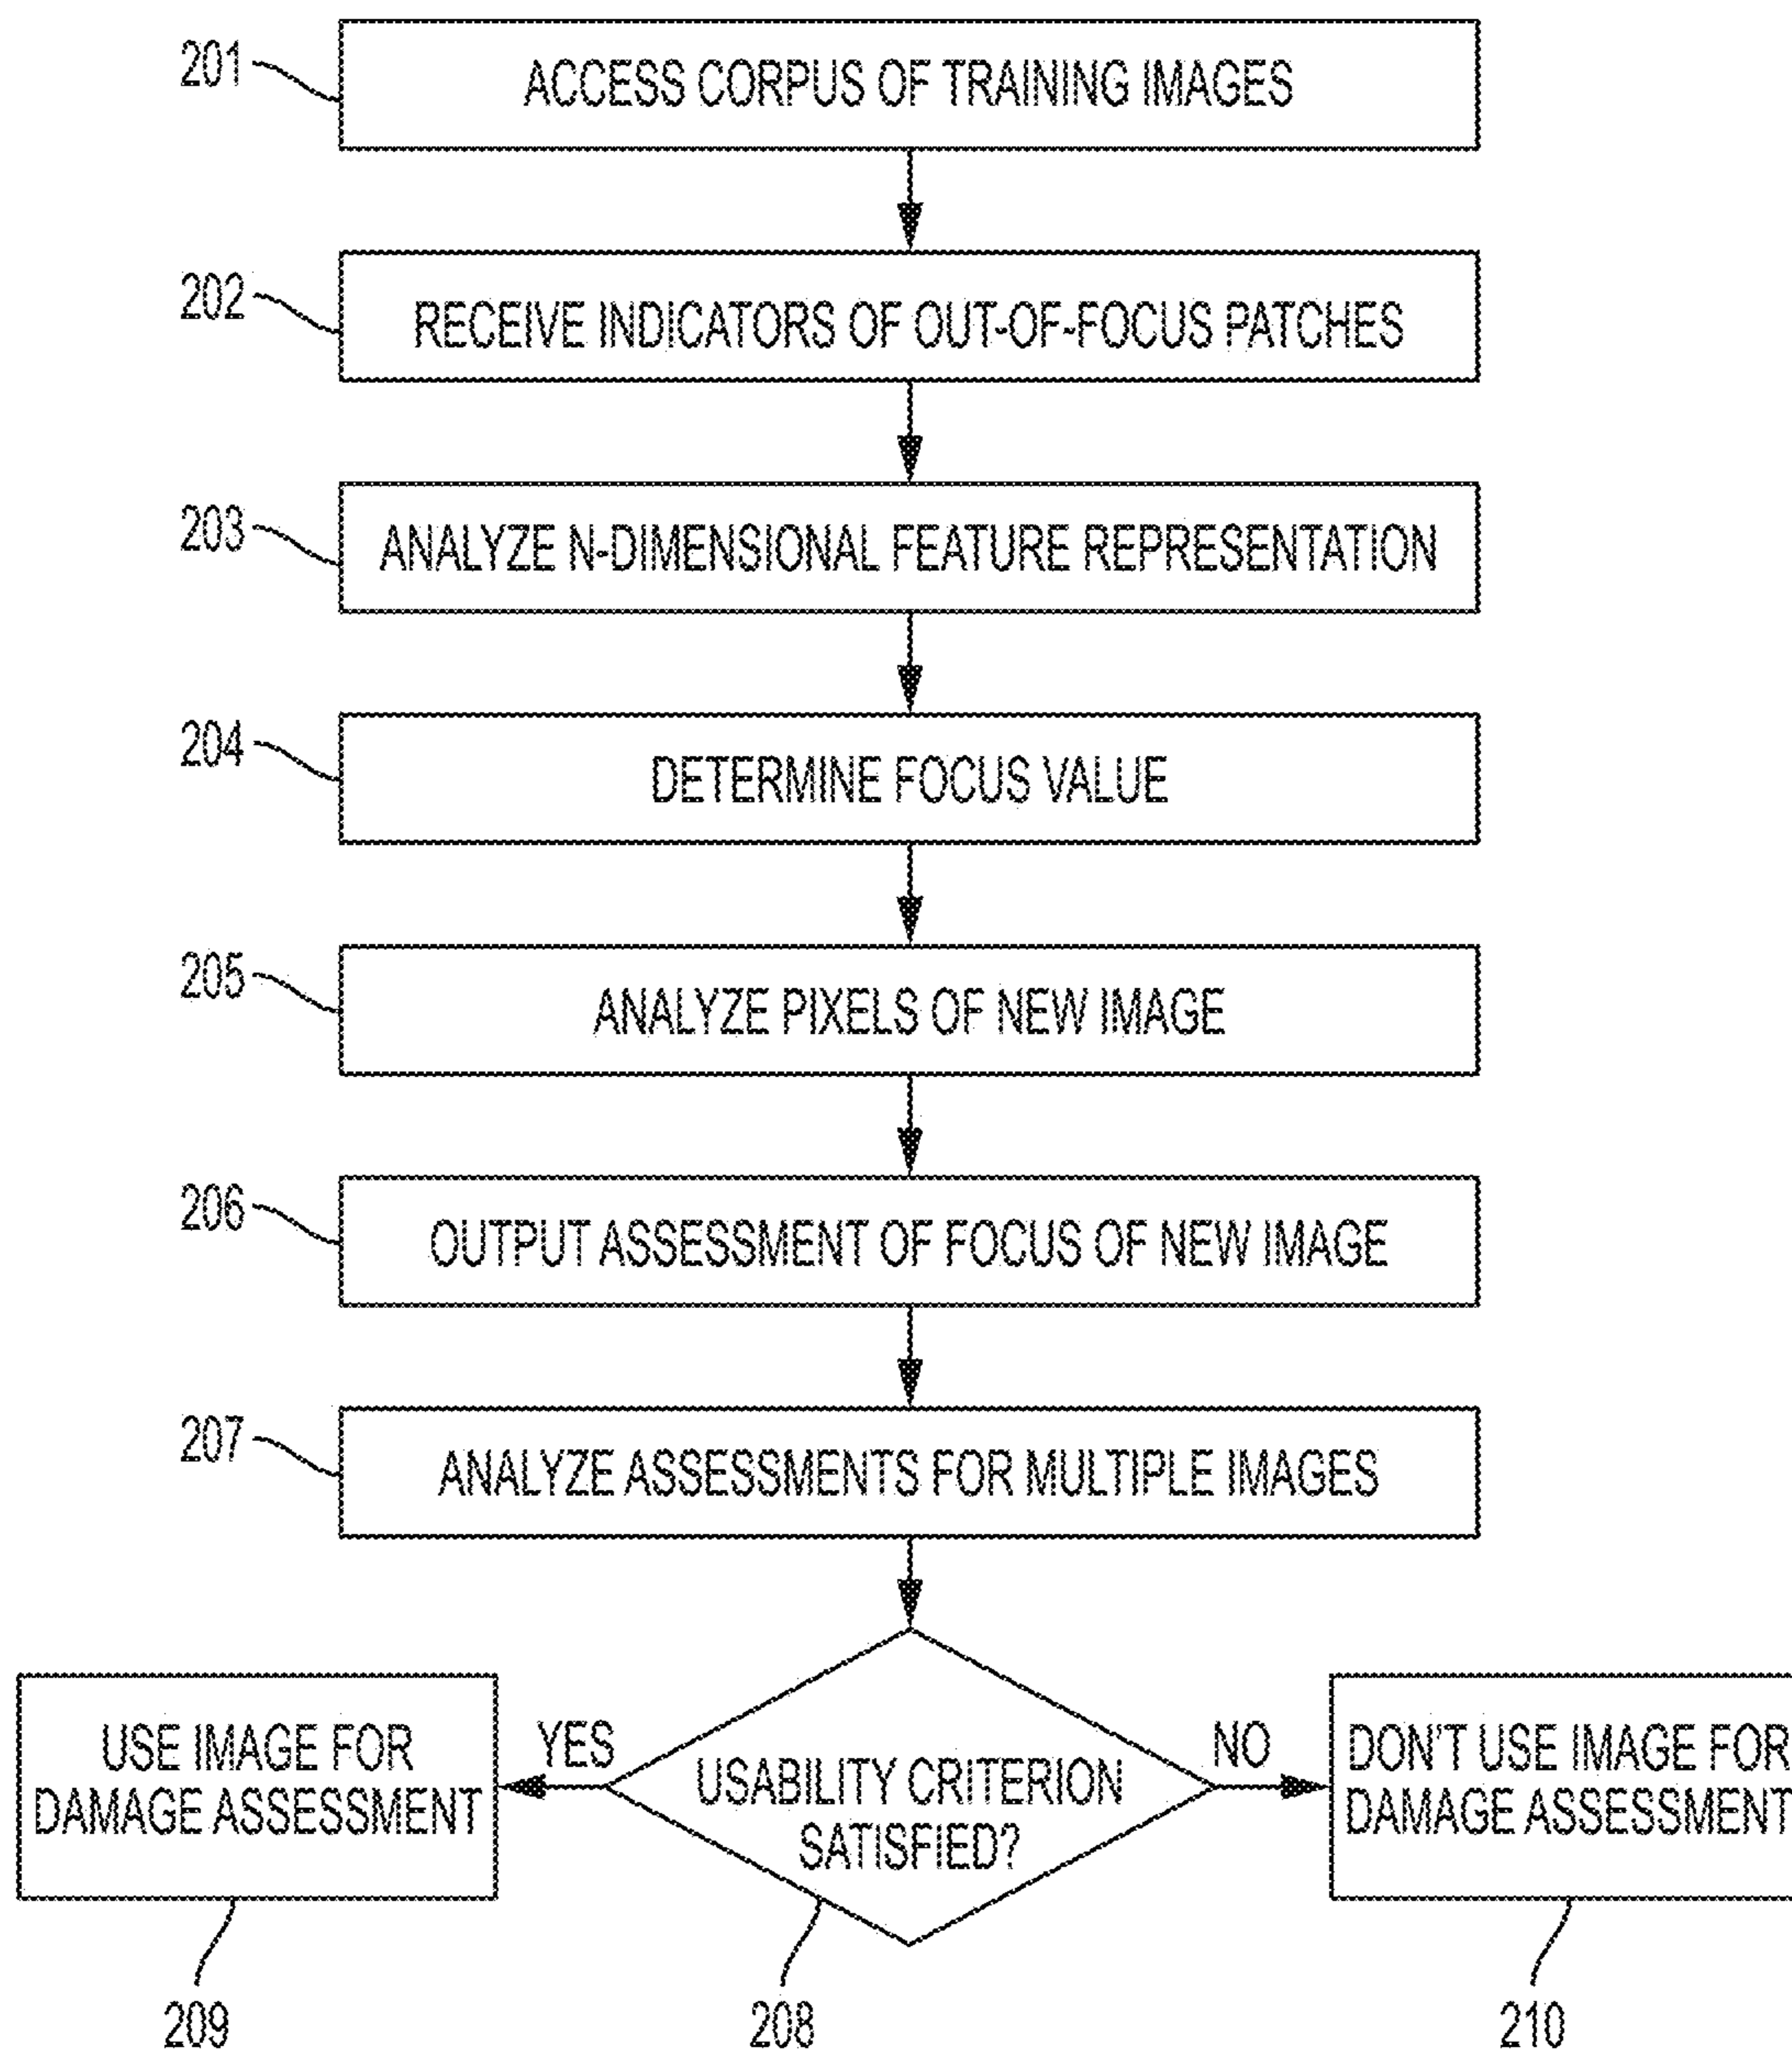 201
ACCESS CORPUS OF TRAINING IMAGES
202
RECEIVE INDICATORS OF OUT-OF-FOCUS PATCHES
203
ANALYZE N-DIMENSIONAL FEATURE REPRESENTATION
204
DETERMINE FOCUS VALUE
205
ANALYZE PIXELS OF NEW IMAGE
206
OUTPUT ASSESSMENT OF FOCUS OF NEW IMAGE
207
ANALYZE ASSESSMENTS FOR MULTIPLE IMAGES
USE IMAGE FOR
DAMAGE ASSESSMENT
YES
USABILITY CRITERION
SATISFIED?
NO
DON'T USE IMAGE FOR
DAMAGE ASSESSMENT
209
208
210